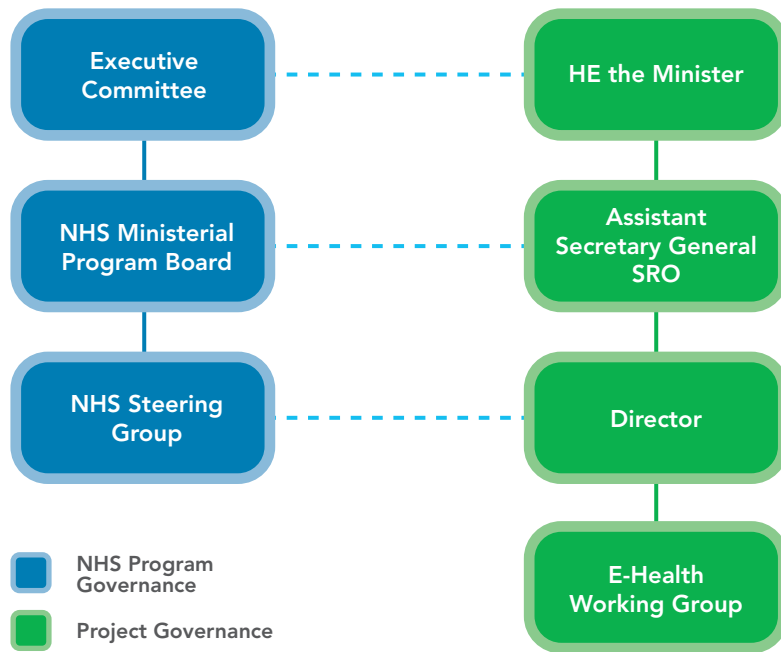 Executive
Committee
HE the Minister
NHS Ministerial
Program Board
Assistant
Secretary General
SRO
NHS Steering
Group
Director
E-Health
Working Group
NHS Program
Governance
Project Governance